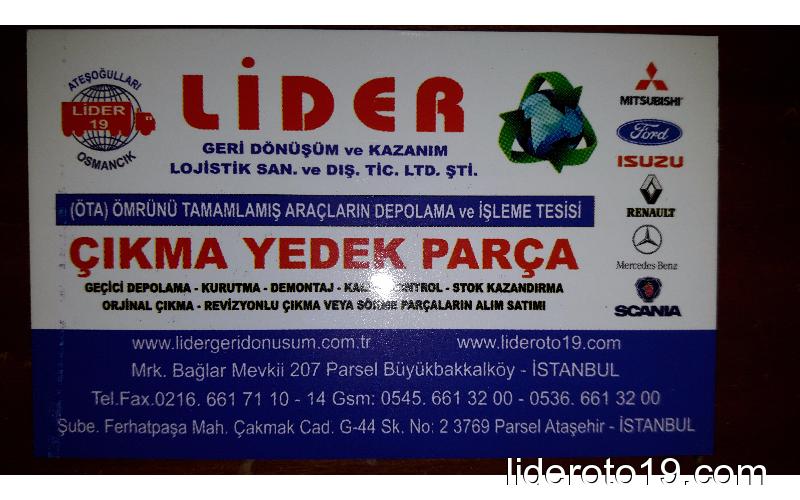 ATEŞOĞULLARI
LİDER
19
OSMANCIK
LİDER
GERİ DÖNÜŞÜM ve KAZANIM
LOJİSTİK SAN. ve DIŞ. TİC. LTD. ŞTİ.
MITSUBISHI
Ford
ISUZU
RENAULT
Mercedes Benz
SCANIA
(ÖTA) ÖMRÜNÜ TAMAMLAMIŞ ARAÇLARIN DEPOLAMA ve İŞLEME TESİSİ
ÇIKMA YEDEK PARÇA
GEÇİCİ DEPOLAMA - KURUTMA - DEMONTAJ - STOK KAZANDIRMA
ORJİNAL ÇIKMA - REVİZYONLU ÇIKMA VEYA SÖKME PARÇALARIN ALIM SATIMI
www.lidergeridonusum.com.tr www.lideroto19.com
Mrk. Bağlar Mevkii 207 Parsel Büyükbakkalköy - İSTANBUL
Tel.Fax.0216. 661 71 10 - 14 Gsm: 0545. 661 32 00 - 0536. 661 32 00
Şube. Ferhatpaşa Mah. Çakmak Cad. G-44 Sk. No: 2 3769 Parsel Ataşehir - İSTANBUL
lideroto19.com